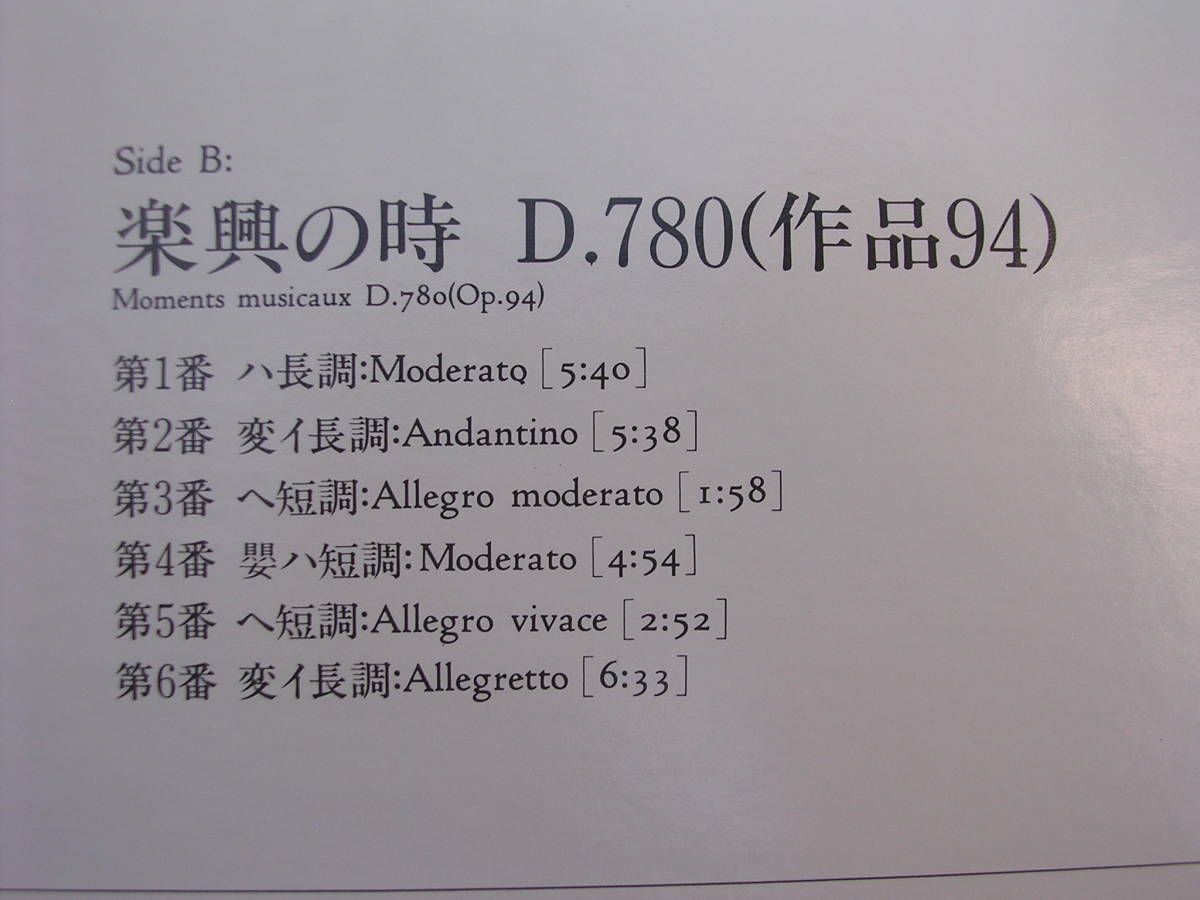 Side B:
楽興の時 D.780(作品94)
Moments musicaux D.780(Op.94)
第1番 ハ長調:Moderato [5:40]
第2番 変イ長調:Andantino [5:38]
第3番 ヘ短調:Allegro moderato [1:58]
第4番 嬰ハ短調:Moderato [4:54]
第5番 ヘ短調:Allegro vivace [2:52]
第6番 変イ長調:Allegretto [6:33]